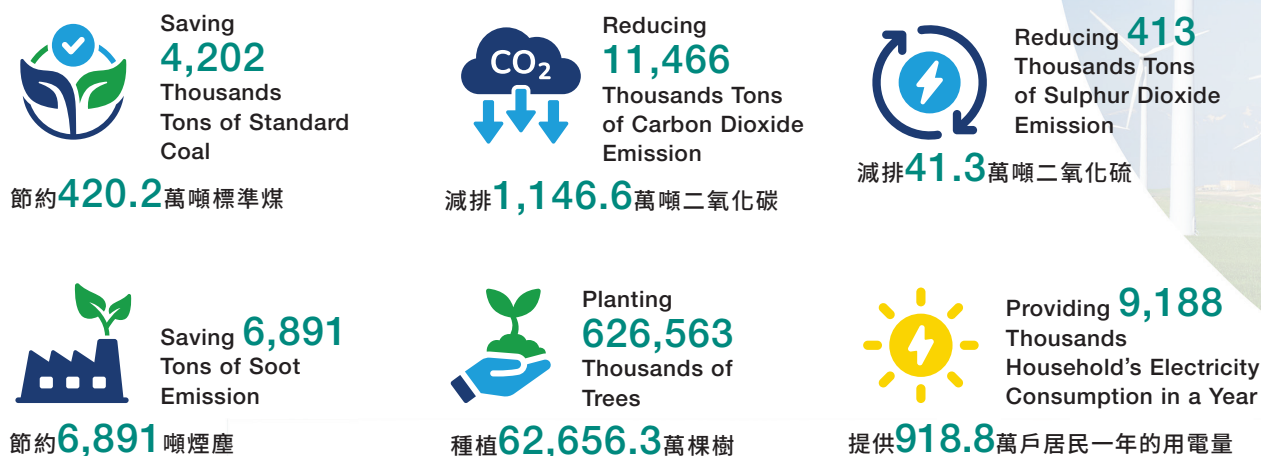 Saving
4,202
Thousands
Tons of Standard
Coal
節約420.2萬噸標準煤
CO₂
Reducing
11,466
Thousands Tons
of Carbon Dioxide
Emission
減排1,146.6萬噸二氧化碳
Reducing 413
Thousands Tons
of Sulphur Dioxide
Emission
減排41.3萬噸二氧化硫
Saving 6,891
Tons of Soot
Emission
節約6,891噸煙塵
Planting
626,563
Thousands of
Trees
種植62,656.3萬棵樹
Providing 9,188
Thousands
Household’s Electricity
Consumption in a Year
提供918.8萬戶居民一年的用電量